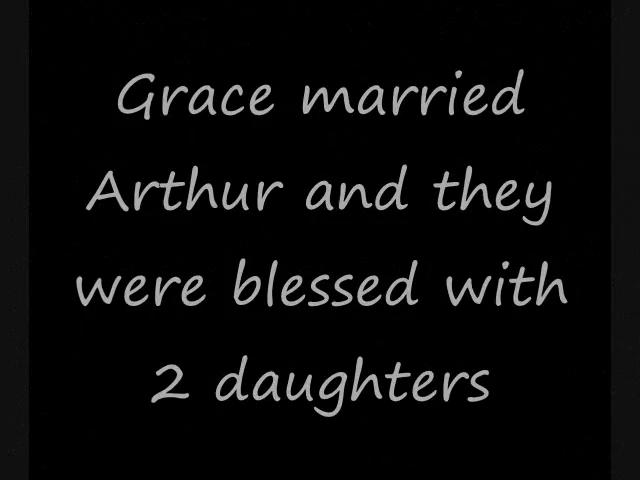 Grace married
Arthur and they
were blessed with
2 daughters